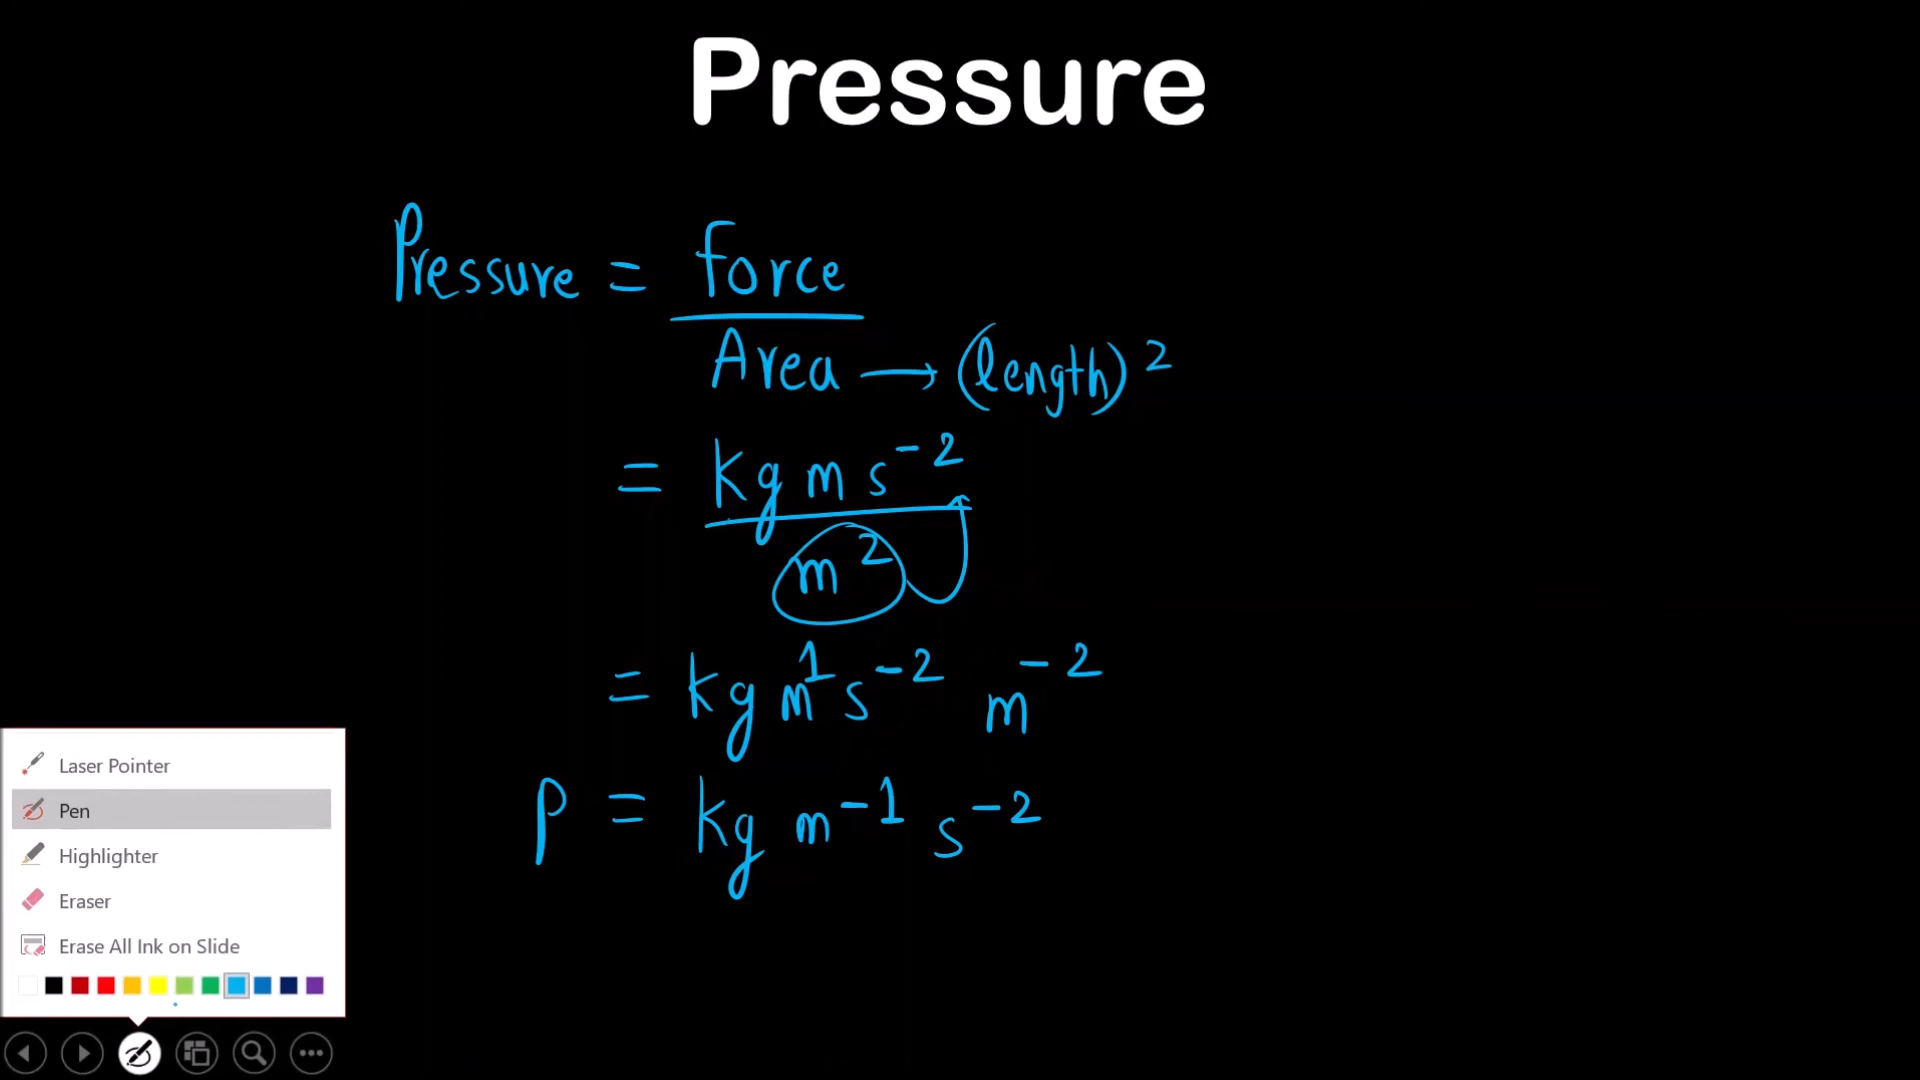 Pressure
Pressure = force
Area → (length)²
= kg m s⁻²
m²
= kg m¹ s⁻² m⁻²
P = kg m⁻¹ s⁻²
Laser Pointer
Pen
Highlighter
Eraser
Erase All Ink on Slide